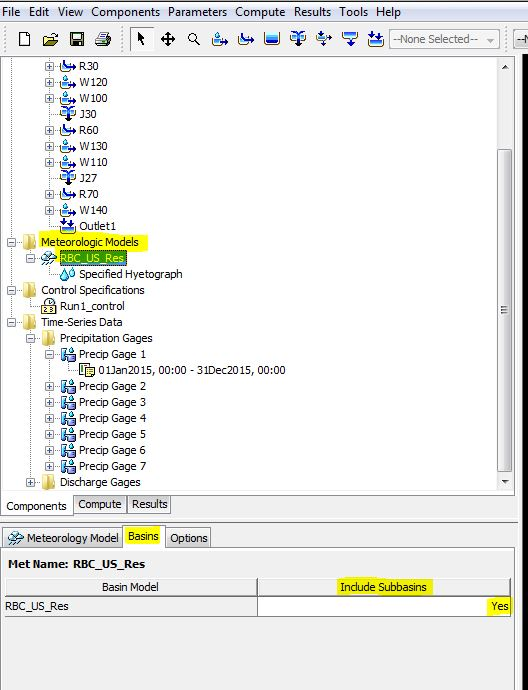 File Edit View Components Parameters Compute Results Tools Help
--None Selected--
R30
W120
W100
J30
R60
W130
W110
J27
R70
W140
Outlet1
Meteorologic Models
RBC_US_Res
Specified Hyetograph
Control Specifications
Run1_control
Time-Series Data
Precipitation Gages
Precip Gage 1
01Jan2015, 00:00 - 31Dec2015, 00:00
Precip Gage 2
Precip Gage 3
Precip Gage 4
Precip Gage 5
Precip Gage 6
Precip Gage 7
Discharge Gages
Components Compute Results
Meteorology Model Basins Options
Met Name: RBC_US_Res
Basin Model Include Subbasins
RBC_US_Res Yes